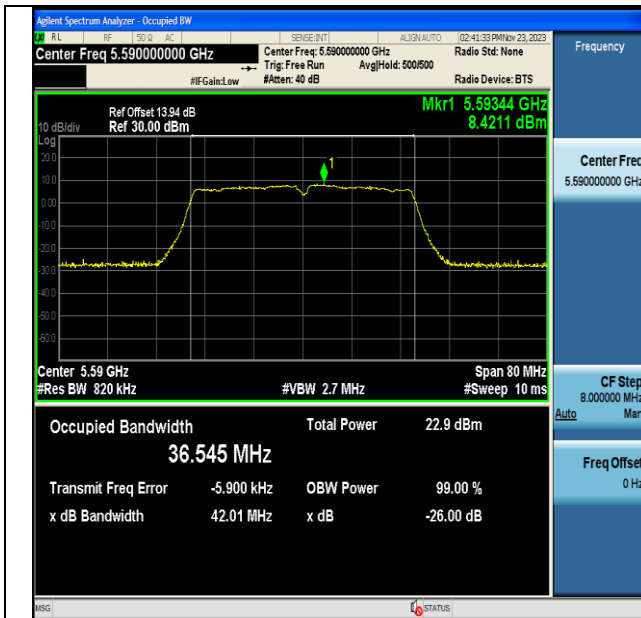 Agilent Spectrum Analyzer - Occupied BW
RL RF 50 Ω AC SENSE:INT ALIGN AUTO 02:41:33 PM Nov 23, 2023
Center Freq 5.590000000 GHz
Center Freq: 5.590000000 GHz
Radio Std: None
Trig: Free Run Avg|Hold: 500/500
#IFGain:Low #Atten: 40 dB
Radio Device: BTS
Mkr1 5.59344 GHz
8.4211 dBm
Ref Offset 13.94 dB
10 dB/div Ref 30.00 dBm
Log
20.0
10.0
0.00
-10.0
-20.0
-30.0
-40.0
-50.0
-60.0
1
Center 5.59 GHz Span 80 MHz
#Res BW 820 kHz #VBW 2.7 MHz #Sweep 10 ms
Occupied Bandwidth Total Power 22.9 dBm
36.545 MHz
Transmit Freq Error -5.900 kHz OBW Power 99.00 %
x dB Bandwidth 42.01 MHz x dB -26.00 dB
MSG STATUS
Frequency
Center Freq
5.590000000 GHz
CF Step
8.000000 MHz
Auto Man
Freq Offset
0 Hz